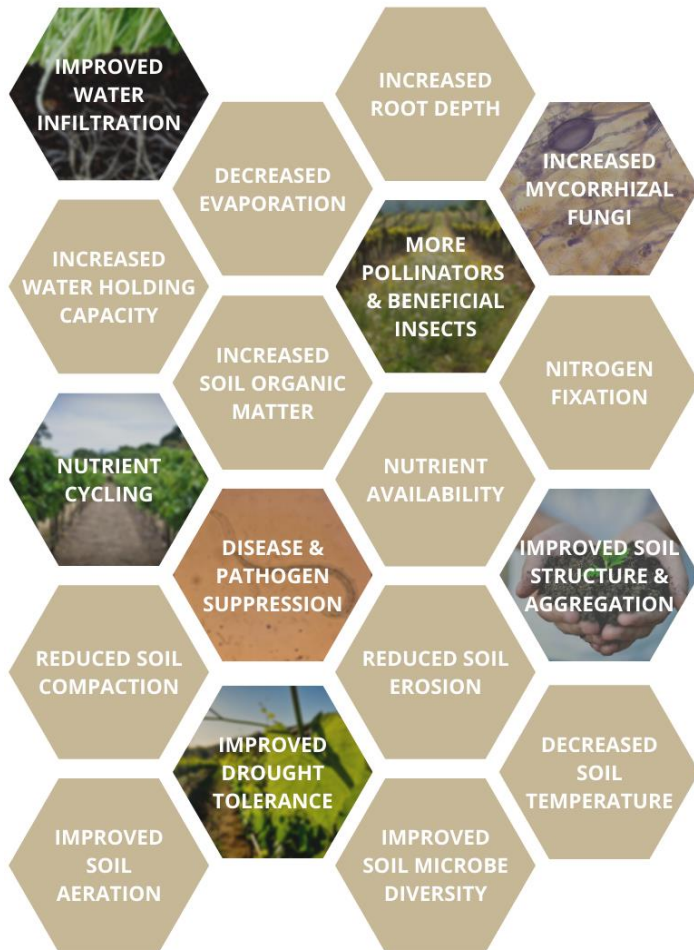 IMPROVED
WATER
INFILTRATION
INCREASED
ROOT DEPTH
DECREASED
EVAPORATION
INCREASED
MYCORRHIZAL
FUNGI
INCREASED
WATER HOLDING
CAPACITY
MORE
POLLINATORS
& BENEFICIAL
INSECTS
INCREASED
SOIL ORGANIC
MATTER
NITROGEN
FIXATION
NUTRIENT
CYCLING
NUTRIENT
AVAILABILITY
DISEASE &
PATHOGEN
SUPPRESSION
IMPROVED SOIL
STRUCTURE &
AGGREGATION
REDUCED SOIL
COMPACTION
REDUCED SOIL
EROSION
IMPROVED
DROUGHT
TOLERANCE
DECREASED
SOIL
TEMPERATURE
IMPROVED
SOIL
AERATION
IMPROVED
SOIL MICROBE
DIVERSITY